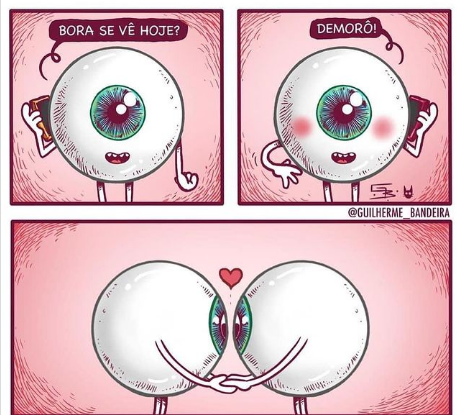 BORA SE VÊ HOJE?
DEMORÔ!
@GUILHERME_BANDEIRA